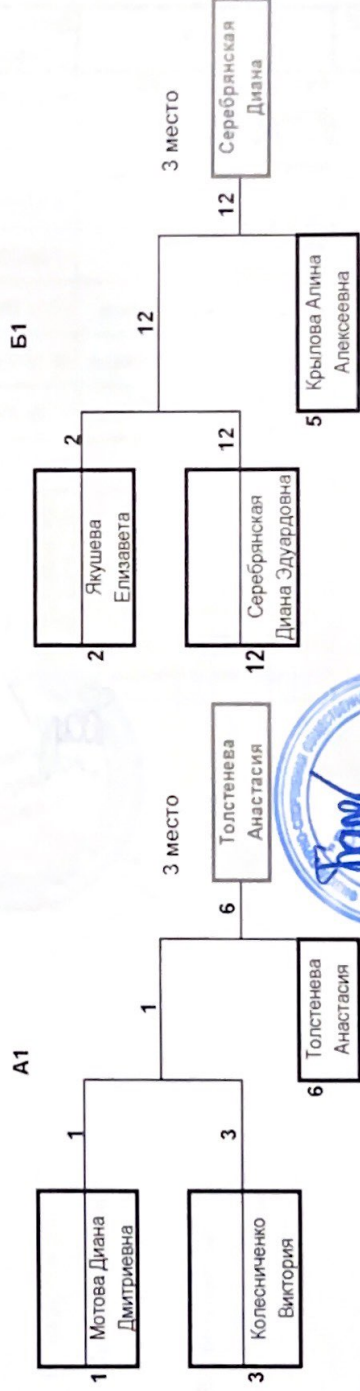 А1
1
Мотова Диана
Дмитриевна
1
3
Колесниченко
Виктория
3
1
6
Толстенева
Анастасия
6
3 место
Толстенева
Анастасия
Б1
2
Якушева
Елизавета
2
12
Серебрянская
Диана Эдуардовна
12
12
5
Крылова Алина
Алексеевна
12
3 место
Серебрянская
Диана